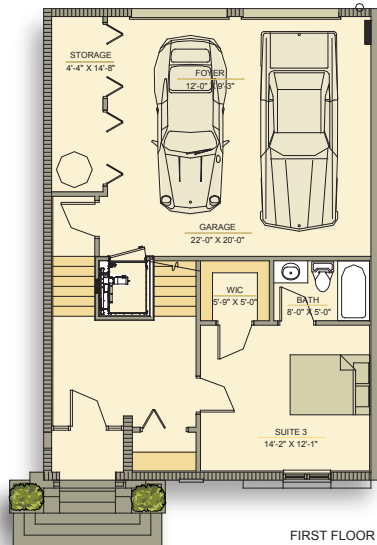 STORAGE
4'-4" X 14'-8"
FOYER
12'-0" X 9'-3"
GARAGE
22'-0" X 20'-0"
WIC
5'-9" X 5'-0"
BATH
8'-0" X 5'-0"
SUITE 3
14'-2" X 12'-1"
FIRST FLOOR